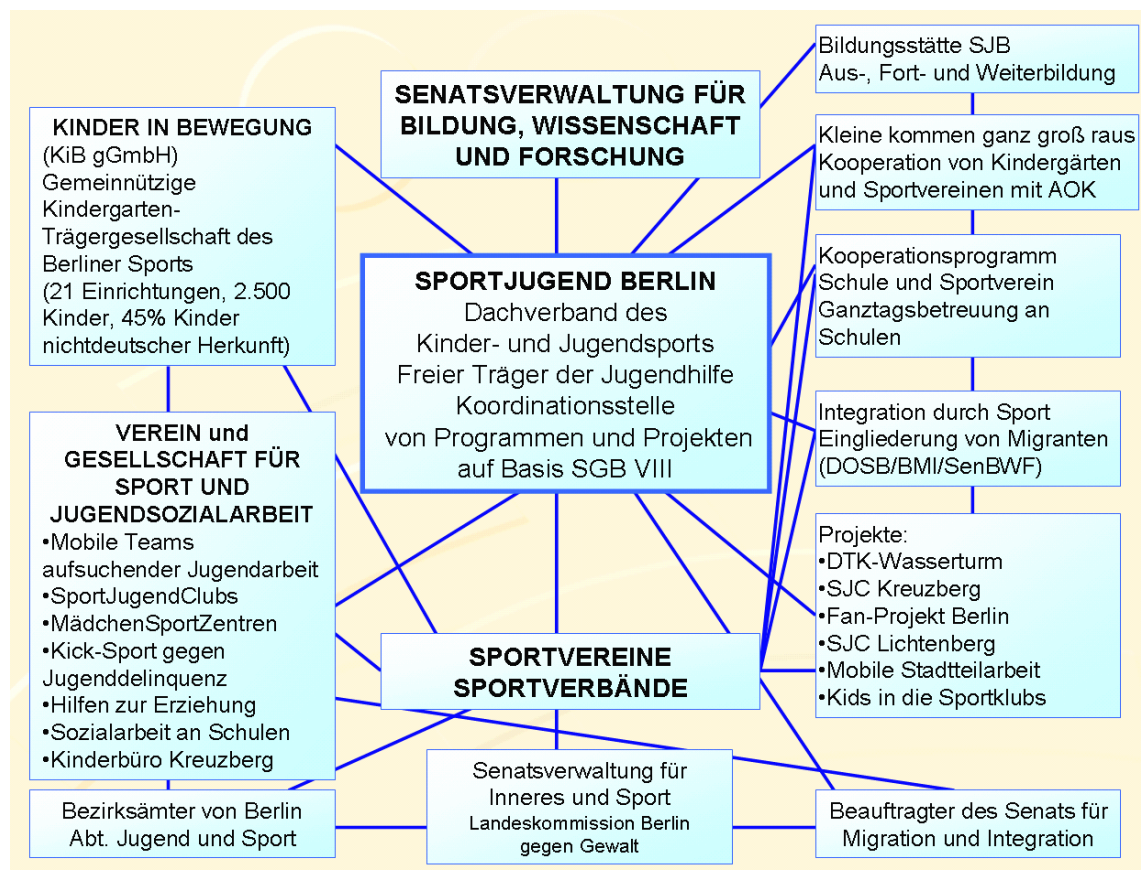 Bildungsstätte SJB
Aus-, Fort- und Weiterbildung
SENATSVERWALTUNG FÜR
BILDUNG, WISSENSCHAFT
UND FORSCHUNG
KINDER IN BEWEGUNG
(KiB gGmbH)
Gemeinnützige
Kindergarten-
Trägergesellschaft des
Berliner Sports
(21 Einrichtungen, 2.500
Kinder, 45% Kinder
nichtdeutscher Herkunft)
Kleine kommen ganz groß raus
Kooperation von Kindergärten
und Sportvereinen mit AOK
SPORTJUGEND BERLIN
Dachverband des
Kinder- und Jugendsports
Freier Träger der Jugendhilfe
Koordinationsstelle
von Programmen und Projekten
auf Basis SGB VIII
Kooperationsprogramm
Schule und Sportverein
Ganztagsbetreuung an
Schulen
Integration durch Sport
Eingliederung von Migranten
(DOSB/BMI/SenBWF)
VEREIN und
GESELLSCHAFT FÜR
SPORT UND
JUGENDSOZIALARBEIT
•Mobile Teams
aufsuchender Jugendarbeit
•SportJugendClubs
•MädchenSportZentren
•Kick-Sport gegen
Jugenddelinquenz
•Hilfen zur Erziehung
•Sozialarbeit an Schulen
•Kinderbüro Kreuzberg
Projekte:
•DTK-Wasserturm
•SJC Kreuzberg
•Fan-Projekt Berlin
•SJC Lichtenberg
•Mobile Stadtteilarbeit
•Kids in die Sportklubs
SPORTVEREINE
SPORTVERBÄNDE
Bezirksämter von Berlin
Abt. Jugend und Sport
Senatsverwaltung für
Inneres und Sport
Landeskommission Berlin
gegen Gewalt
Beauftragter des Senats für
Migration und Integration